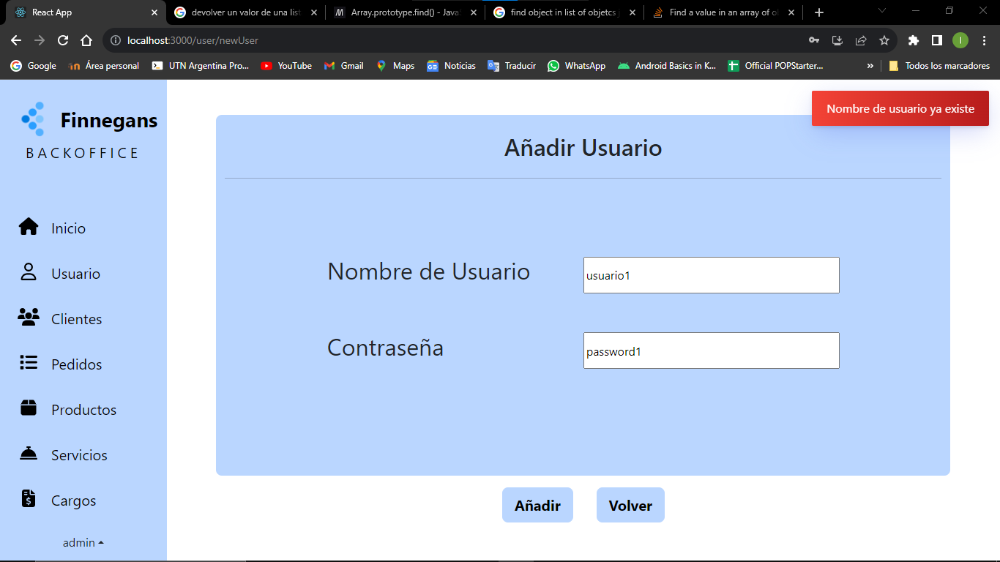 React App
devolver un valor de una list
Array.prototype.find() - Java
find object in list of objetcs j
Find a value in an array of ob
localhost:3000/user/newUser
I
Google
Área personal
UTN Argentina Pro...
YouTube
Gmail
Maps
Noticias
Traducir
WhatsApp
Android Basics in K...
Official POPStarter...
»
Todos los marcadores
Finnegans
BACKOFFICE
Inicio
Usuario
Clientes
Pedidos
Productos
Servicios
Cargos
admin
Nombre de usuario ya existe
Añadir Usuario
Nombre de Usuario
usuario1
Contraseña
password1
Añadir
Volver